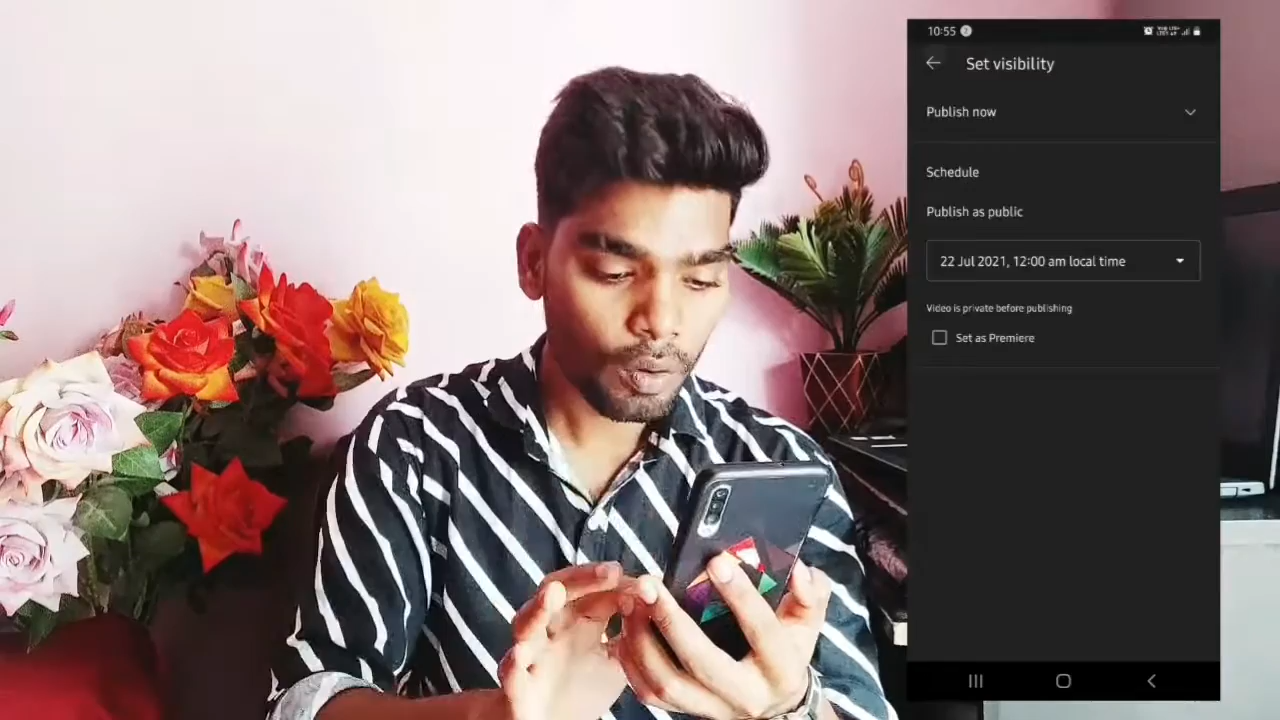 10:55
Set visibility
Publish now
Schedule
Publish as public
22 Jul 2021, 12:00 am local time
Video is private before publishing
Set as Premiere